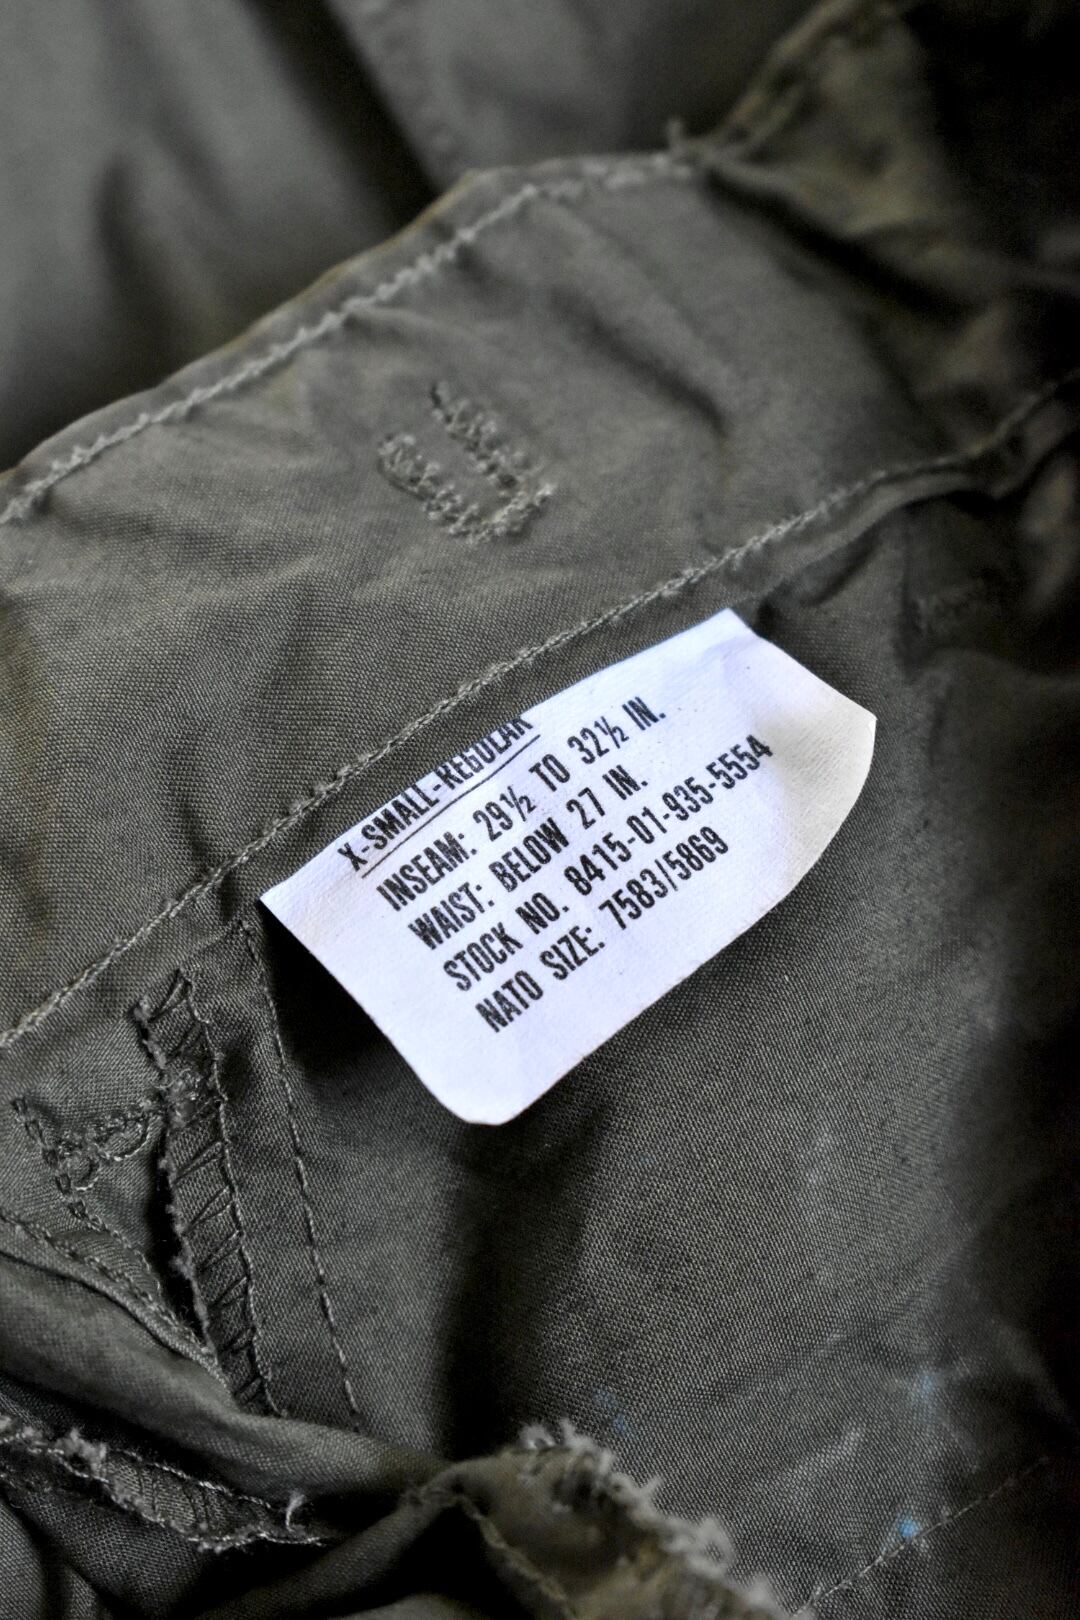 X-SMALL-REGULAR
INSEAM: 29½ TO 32½ IN.
WAIST: BELOW 27 IN.
STOCK NO. 8415-01-935-5554
NATO SIZE: 7583/5869